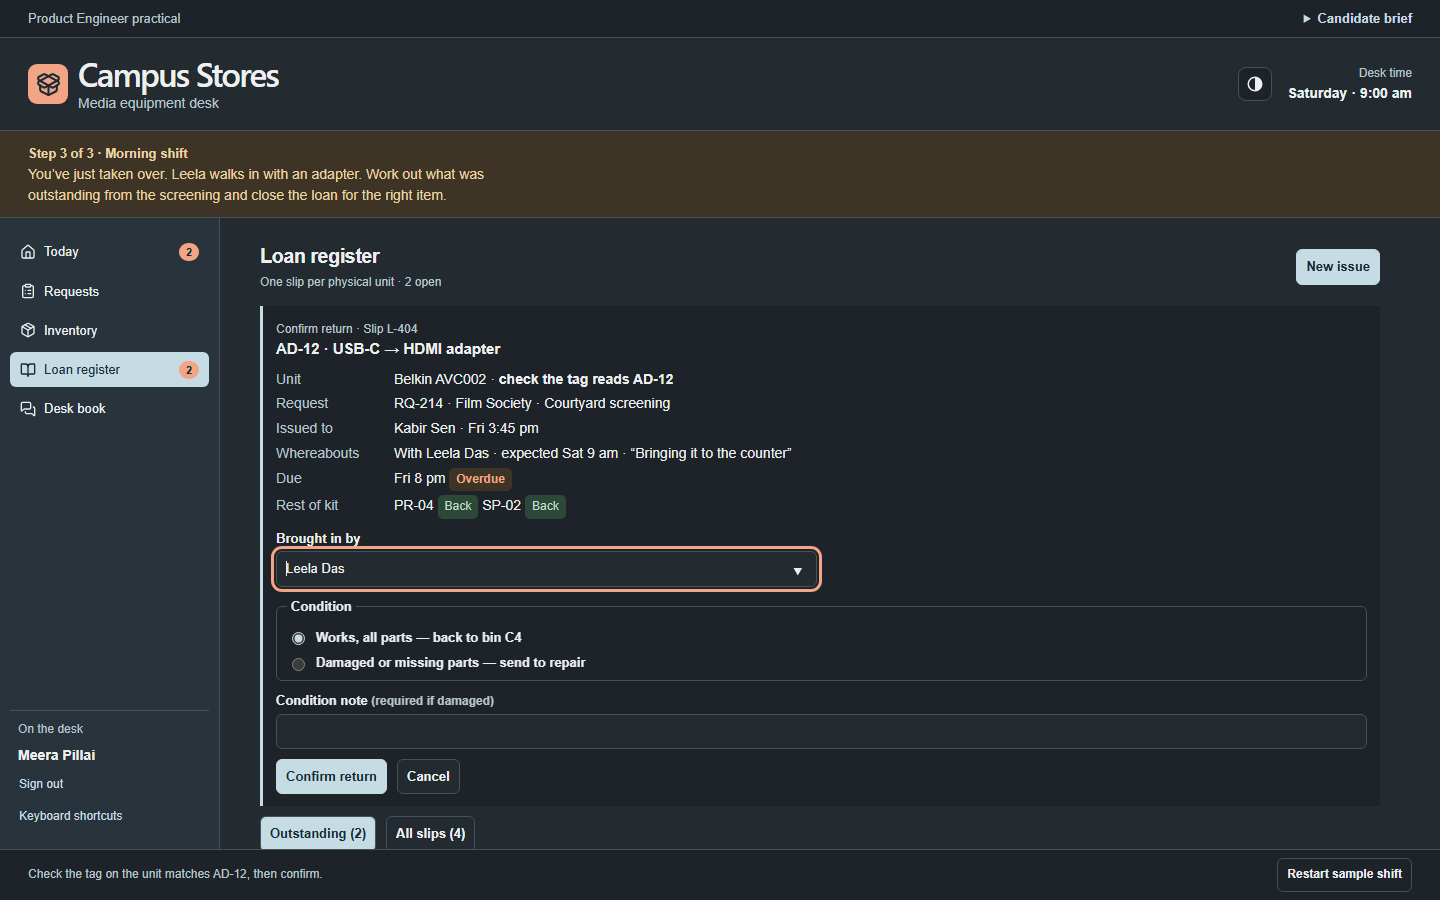 Product Engineer practical
▶ Candidate brief
Campus Stores
Media equipment desk
Desk time
Saturday · 9:00 am
Step 3 of 3 · Morning shift
You've just taken over. Leela walks in with an adapter. Work out what was
outstanding from the screening and close the loan for the right item.
Today 2
Requests
Inventory
Loan register 2
Desk book
On the desk
Meera Pillai
Sign out
Keyboard shortcuts
Loan register
One slip per physical unit · 2 open
New issue
Confirm return · Slip L-404
AD-12 · USB-C → HDMI adapter
Unit Belkin AVC002 · check the tag reads AD-12
Request RQ-214 · Film Society · Courtyard screening
Issued to Kabir Sen · Fri 3:45 pm
Whereabouts With Leela Das · expected Sat 9 am · “Bringing it to the counter”
Due Fri 8 pm Overdue
Rest of kit PR-04 Back SP-02 Back
Brought in by
Leela Das
Condition
Works, all parts — back to bin C4
Damaged or missing parts — send to repair
Condition note (required if damaged)
Confirm return Cancel
Outstanding (2) All slips (4)
Check the tag on the unit matches AD-12, then confirm.
Restart sample shift